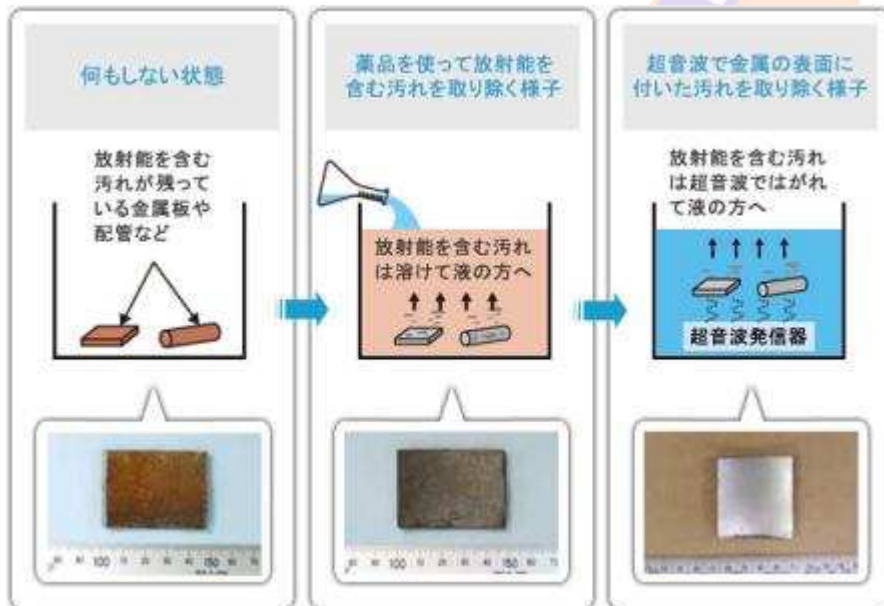 何もしない状態
放射能を含む
汚れが残って
いる金属板や
配管など
薬品を使って放射能を
含む汚れを取り除く様子
放射能を含む汚れ
は溶けて液の方へ
超音波で金属の表面に
付いた汚れを取り除く様子
放射能を含む汚れ
は超音波ではがれ
て液の方へ
超音波発信器